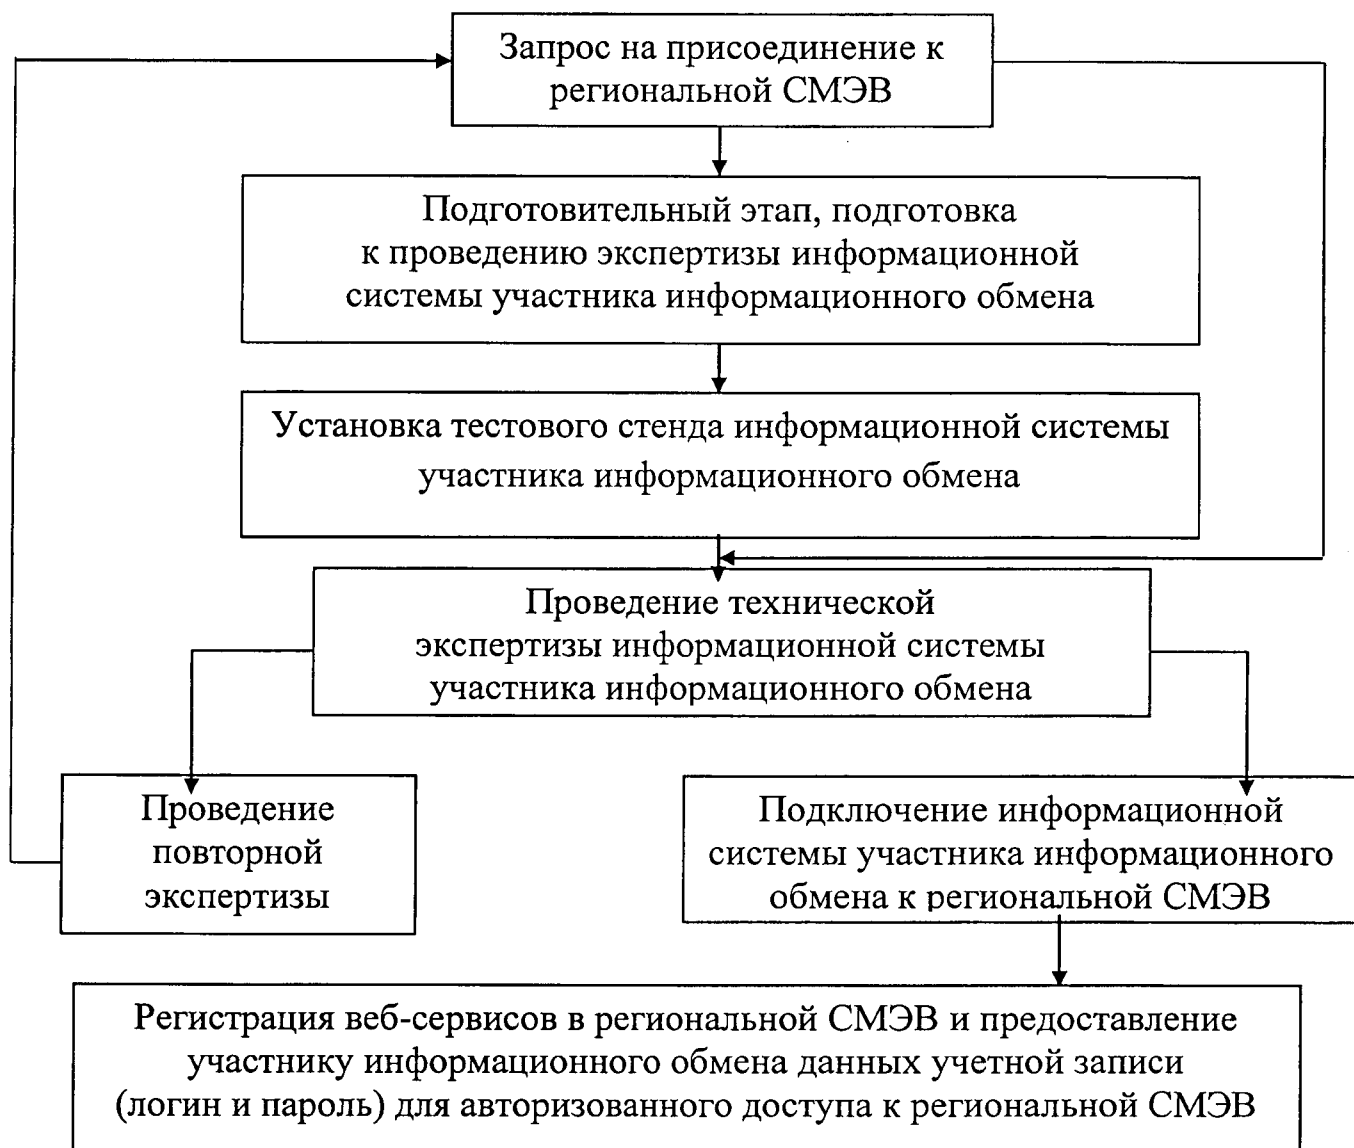 Запрос на присоединение к
региональной СМЭВ
Подготовительный этап, подготовка
к проведению экспертизы информационной
системы участника информационного обмена
Установка тестового стенда информационной системы
участника информационного обмена
Проведение технической
экспертизы информационной системы
участника информационного обмена
Проведение
повторной
экспертизы
Подключение информационной
системы участника информационного
обмена к региональной СМЭВ
Регистрация веб-сервисов в региональной СМЭВ и предоставление
участнику информационного обмена данных учетной записи
(логин и пароль) для авторизованного доступа к региональной СМЭВ